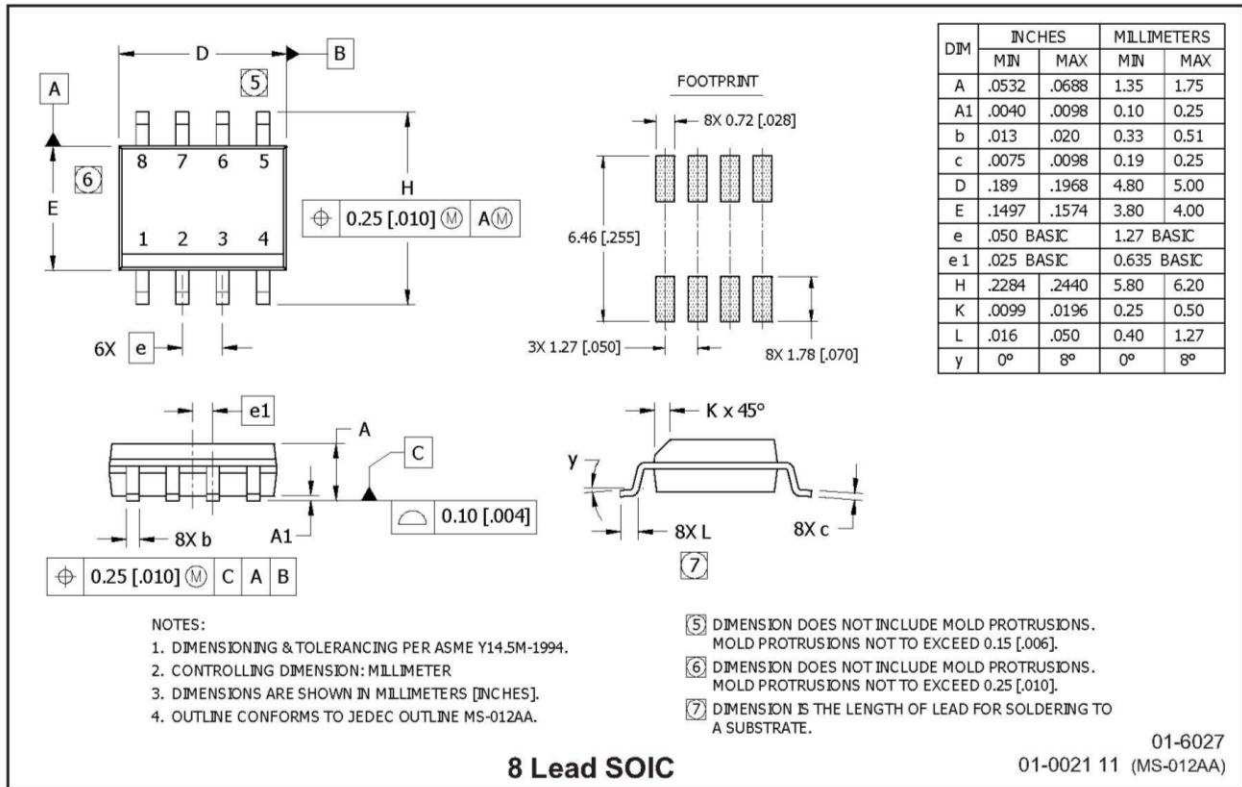 D
B
5
A
8 7 6 5
6
E
H
⌖ 0.25 [.010] Ⓜ A Ⓜ
1 2 3 4
6X e
FOOTPRINT
8X 0.72 [.028]
6.46 [.255]
3X 1.27 [.050]
8X 1.78 [.070]
DIM INCHES MILLIMETERS
MIN MAX MIN MAX
A .0532 .0688 1.35 1.75
A1 .0040 .0098 0.10 0.25
b .013 .020 0.33 0.51
c .0075 .0098 0.19 0.25
D .189 .1968 4.80 5.00
E .1497 .1574 3.80 4.00
e .050 BASIC 1.27 BASIC
e 1 .025 BASIC 0.635 BASIC
H .2284 .2440 5.80 6.20
K .0099 .0196 0.25 0.50
L .016 .050 0.40 1.27
y 0° 8° 0° 8°
e1
A
C
0.10 [.004]
8X b
A1
⌖ 0.25 [.010] Ⓜ C A B
K x 45°
y
8X L
8X c
7
NOTES:
1. DIMENSIONING & TOLERANCING PER ASME Y14.5M-1994.
2. CONTROLLING DIMENSION: MILLIMETER
3. DIMENSIONS ARE SHOWN IN MILLIMETERS [INCHES].
4. OUTLINE CONFORMS TO JEDEC OUTLINE MS-012AA.
5 DIMENSION DOES NOT INCLUDE MOLD PROTRUSIONS.
MOLD PROTRUSIONS NOT TO EXCEED 0.15 [.006].
6 DIMENSION DOES NOT INCLUDE MOLD PROTRUSIONS.
MOLD PROTRUSIONS NOT TO EXCEED 0.25 [.010].
7 DIMENSION IS THE LENGTH OF LEAD FOR SOLDERING TO
A SUBSTRATE.
8 Lead SOIC
01-6027
01-0021 11 (MS-012AA)